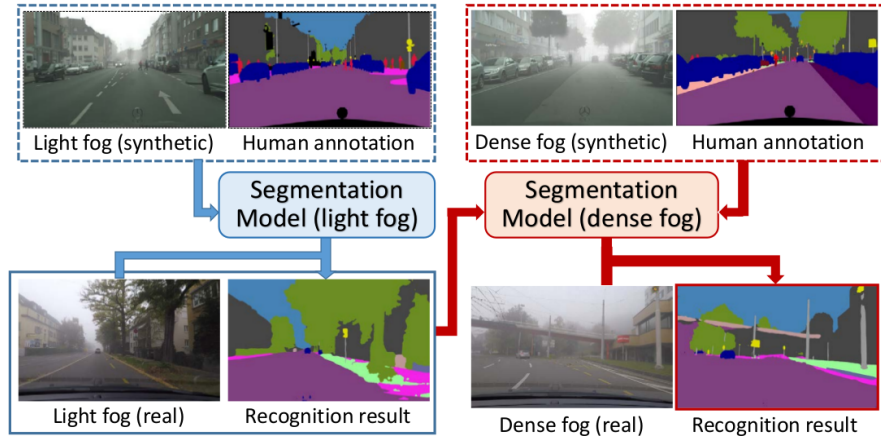 Light fog (synthetic)
Human annotation
Dense fog (synthetic)
Human annotation
Segmentation
Model (light fog)
Segmentation
Model (dense fog)
Light fog (real)
Recognition result
Dense fog (real)
Recognition result